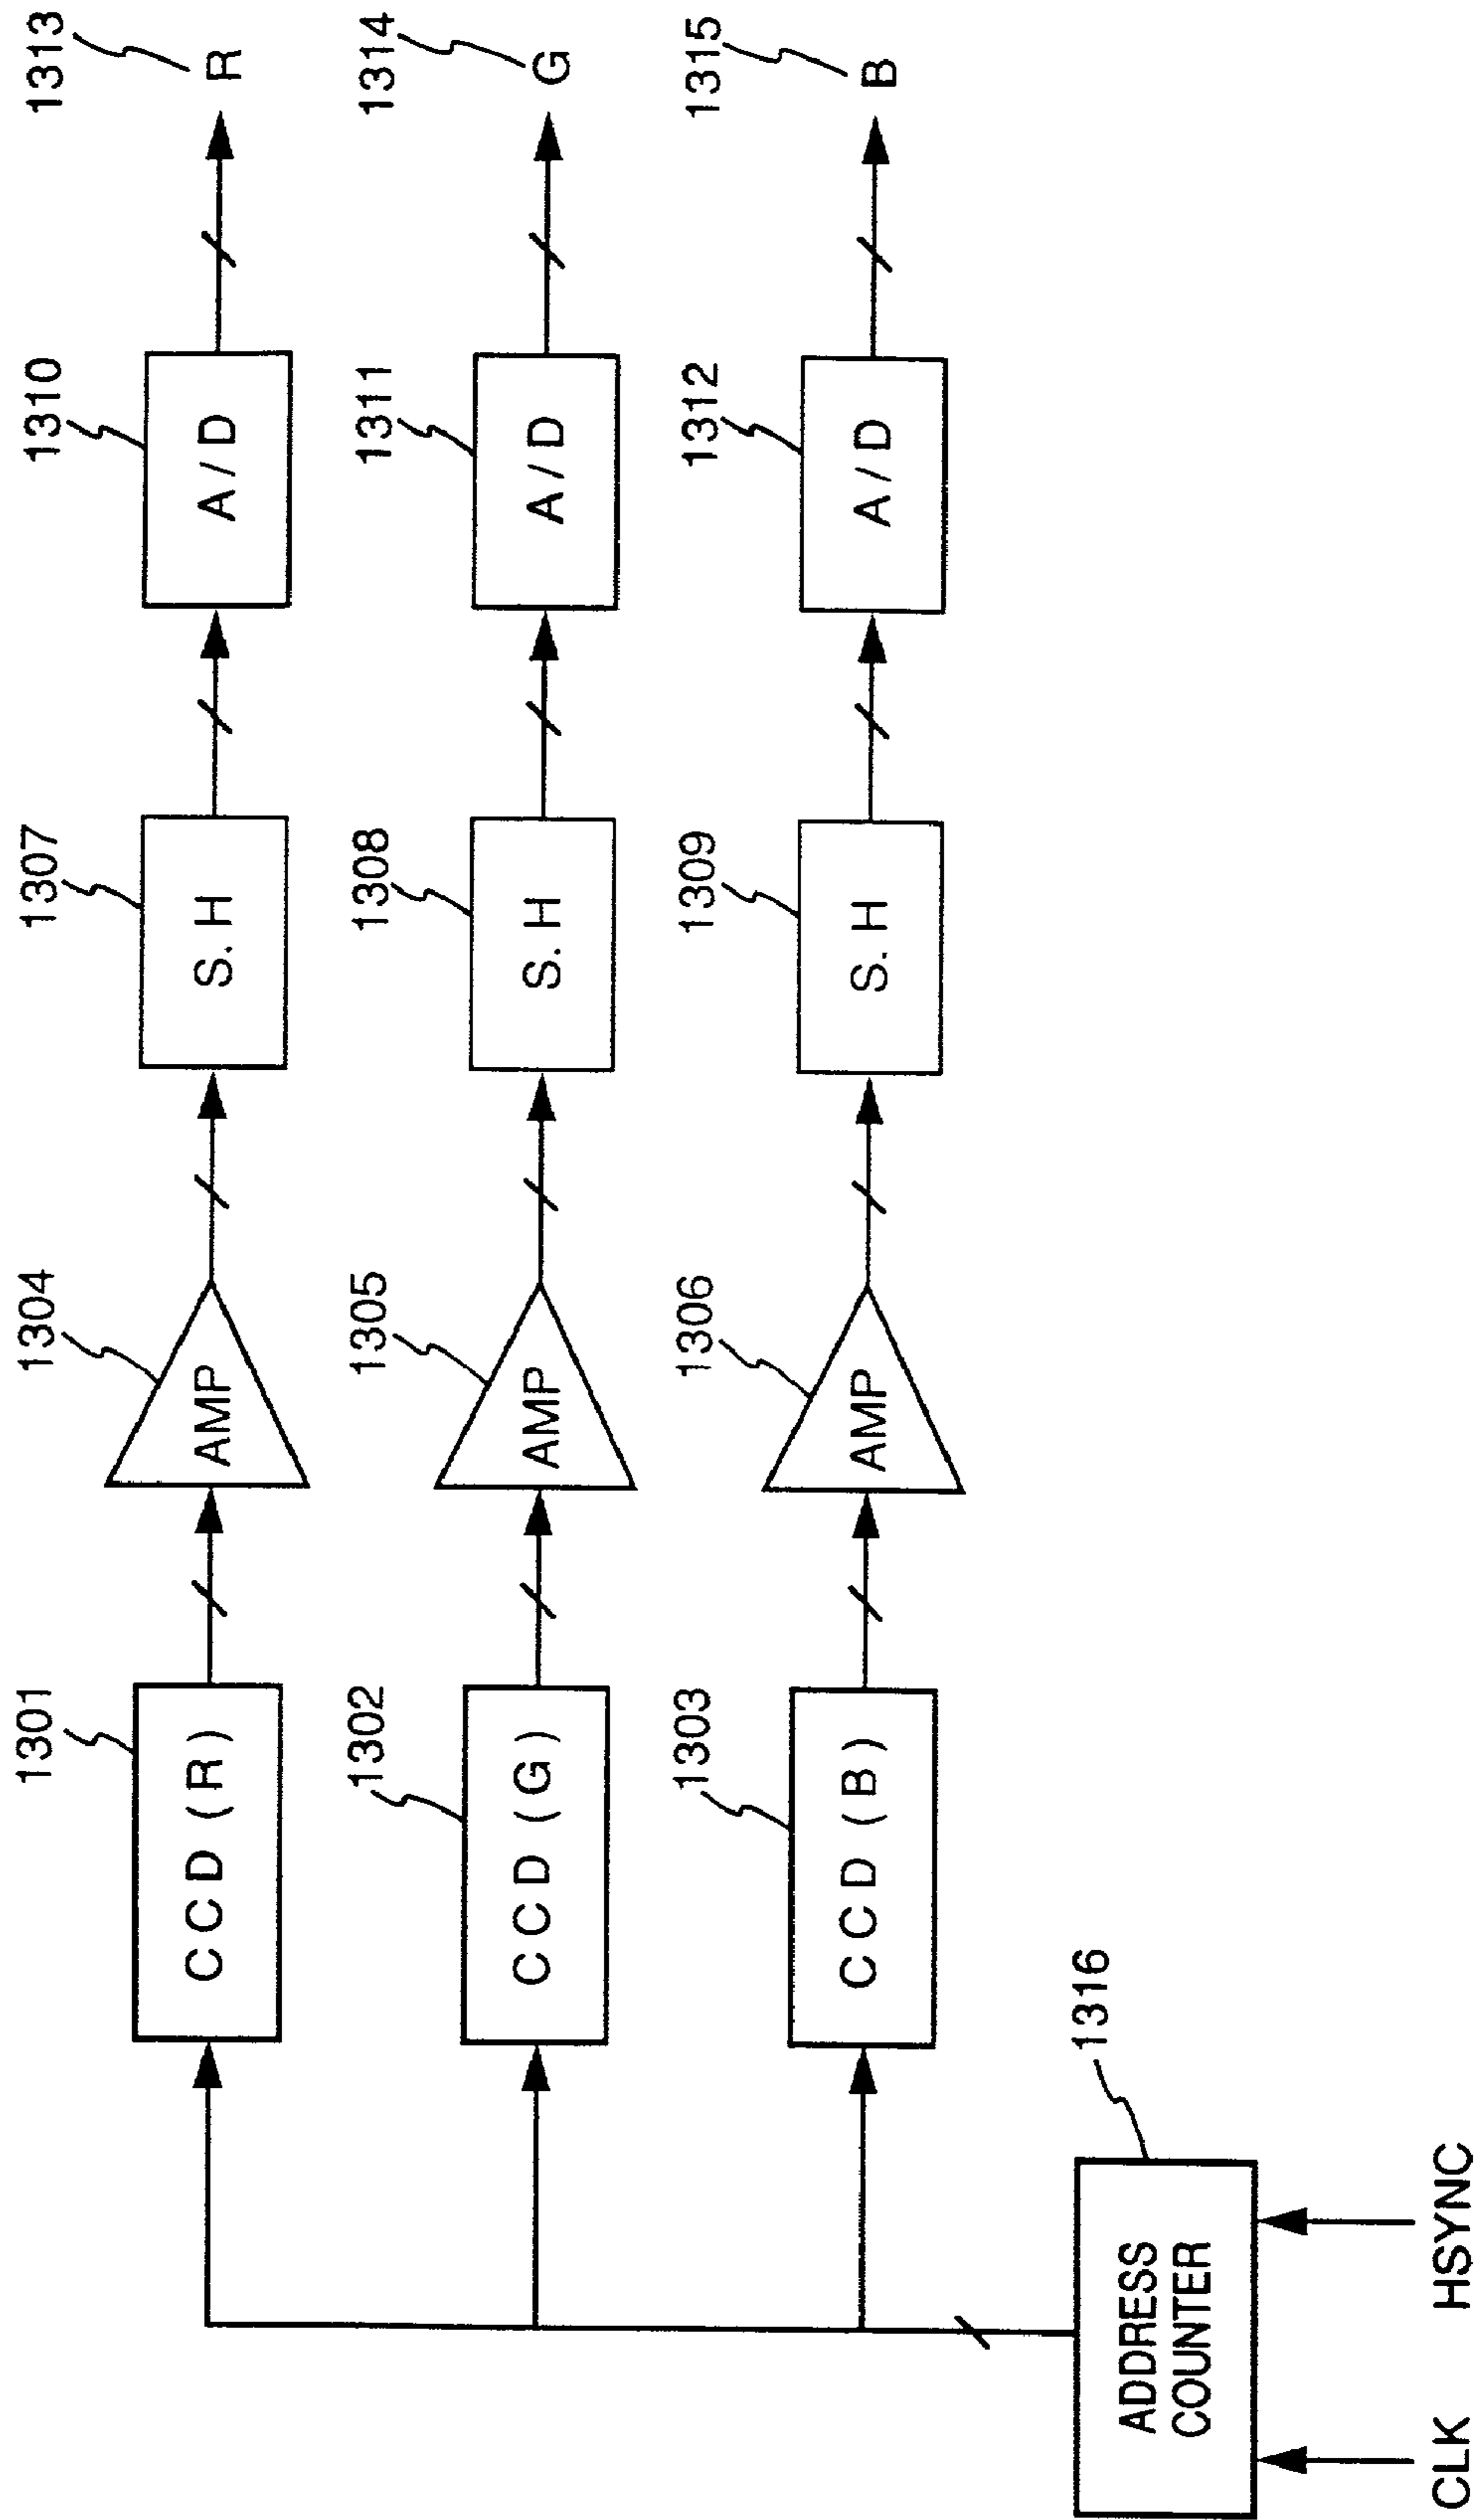 1301
1304
1307
1310
1313
CCD (R)
AMP
S. H
A/D
R
1302
1305
1308
1311
1314
CCD (G)
AMP
S. H
A/D
G
1303
1306
1309
1312
1315
CCD (B)
AMP
S. H
A/D
B
1316
ADDRESS
COUNTER
CLK
HSYNC